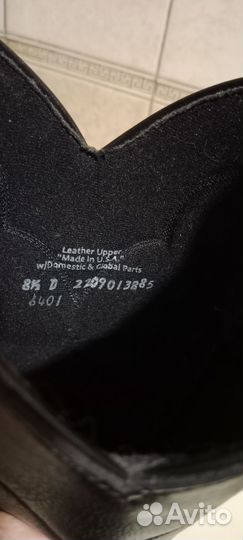 Leather Upper
"Made in U.S.A."
w/Domestic & Global Parts
8½ D 2209013885
6401
Avito